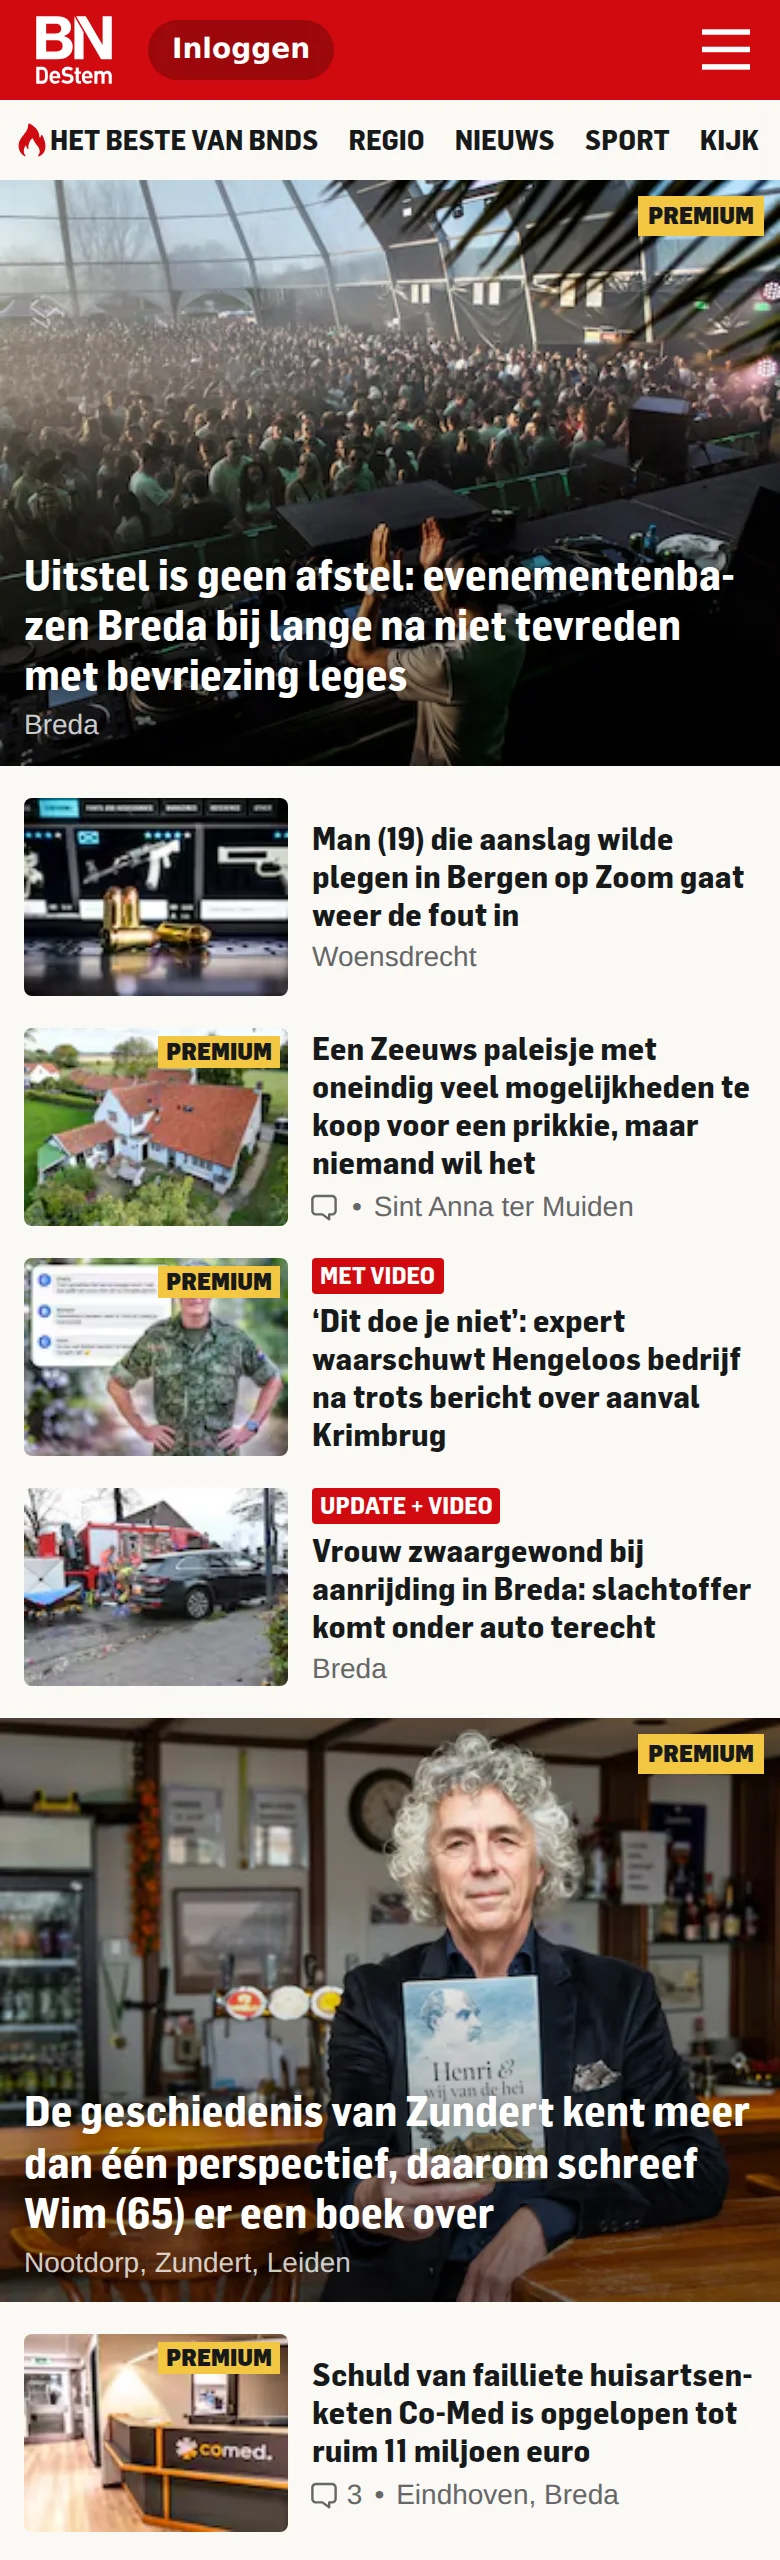 BN
DeStem
Inloggen
HET BESTE VAN BNDS REGIO NIEUWS SPORT KIJK
PREMIUM
Uitstel is geen afstel: evenementenba-
zen Breda bij lange na niet tevreden
met bevriezing leges
Breda
Man (19) die aanslag wilde
plegen in Bergen op Zoom gaat
weer de fout in
Woensdrecht
PREMIUM
Een Zeeuws paleisje met
oneindig veel mogelijkheden te
koop voor een prikkie, maar
niemand wil het
• Sint Anna ter Muiden
PREMIUM
MET VIDEO
‘Dit doe je niet’: expert
waarschuwt Hengeloos bedrijf
na trots bericht over aanval
Krimbrug
UPDATE + VIDEO
Vrouw zwaargewond bij
aanrijding in Breda: slachtoffer
komt onder auto terecht
Breda
PREMIUM
Henri &
wij van de hei
De geschiedenis van Zundert kent meer
dan één perspectief, daarom schreef
Wim (65) er een boek over
Nootdorp, Zundert, Leiden
PREMIUM
comed.
Schuld van failliete huisartsen-
keten Co-Med is opgelopen tot
ruim 11 miljoen euro
3 • Eindhoven, Breda